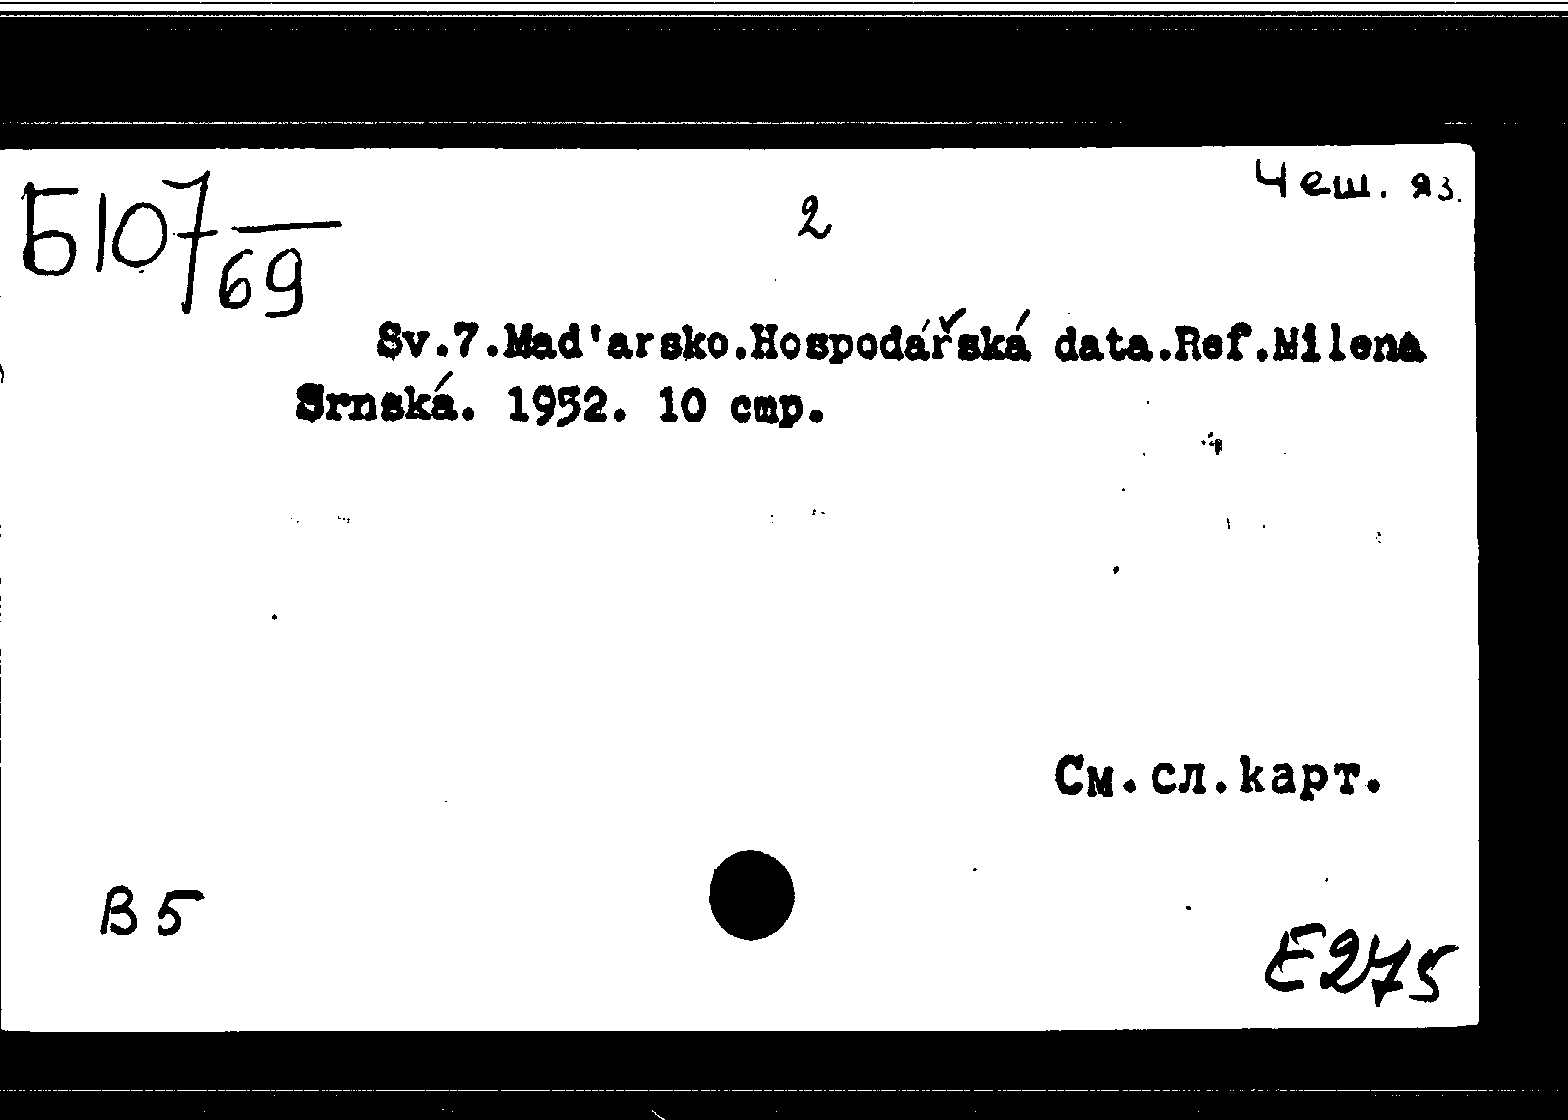 Чеш. яз.
Б107/69
2
Sv.7.Mad'arsko.Hospodářská data.Ref.Milena
Srnská. 1952. 10 стр.
См.сл.карт.
В 5
Е275